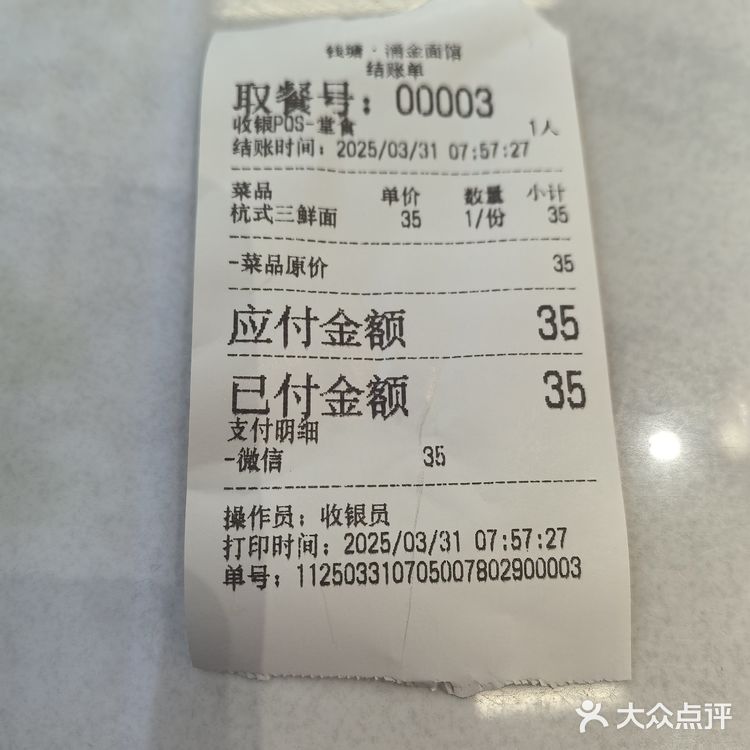 钱塘·涌金面馆
结账单
取餐号：00003
收银POS-堂食 1人
结账时间：2025/03/31 07:57:27
菜品 单价 数量 小计
杭式三鲜面 35 1/份 35
-菜品原价 35
应付金额 35
已付金额 35
支付明细
-微信 35
操作员：收银员
打印时间：2025/03/31 07:57:27
单号：1125033107050078029000​03
大众点评